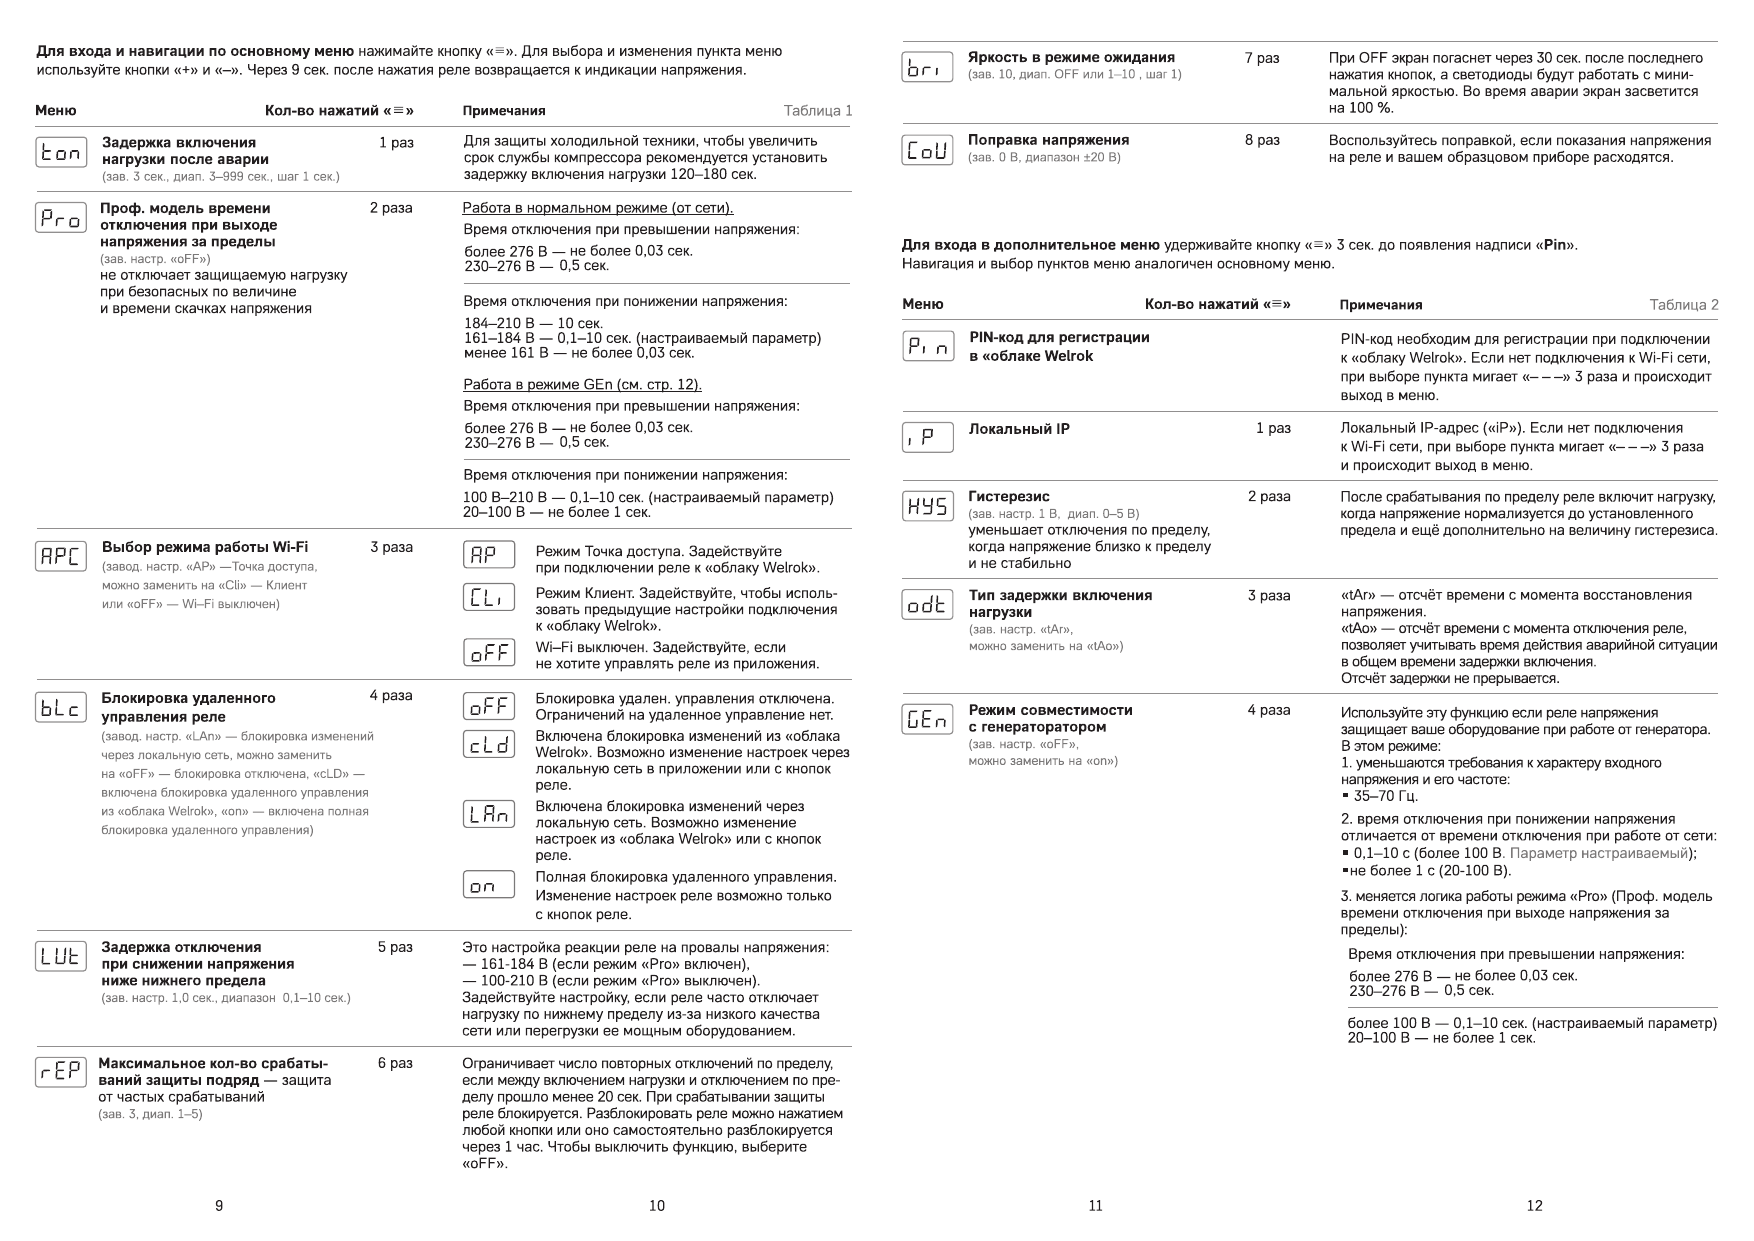 Для входа и навигации по основному меню нажимайте кнопку «≡». Для выбора и изменения пункта меню
используйте кнопки «+» и «–». Через 9 сек. после нажатия реле возвращается к индикации напряжения.
Меню Кол-во нажатий «≡» Примечания Таблица 1
ton
Задержка включения
нагрузки после аварии
(зав. 3 сек., диап. 3–999 сек., шаг 1 сек.)
1 раз
Для защиты холодильной техники, чтобы увеличить
срок службы компрессора рекомендуется установить
задержку включения нагрузки 120–180 сек.
Pro
Проф. модель времени
отключения при выходе
напряжения за пределы
(зав. настр. «oFF»)
не отключает защищаемую нагрузку
при безопасных по величине
и времени скачках напряжения
2 раза
Работа в нормальном режиме (от сети).
Время отключения при превышении напряжения:
более 276 В — не более 0,03 сек.
230–276 В — 0,5 сек.
Время отключения при понижении напряжения:
184–210 В — 10 сек.
161–184 В — 0,1–10 сек. (настраиваемый параметр)
менее 161 В — не более 0,03 сек.
Работа в режиме GEn (см. стр. 12).
Время отключения при превышении напряжения:
более 276 В — не более 0,03 сек.
230–276 В — 0,5 сек.
Время отключения при понижении напряжения:
100 В–210 В — 0,1–10 сек. (настраиваемый параметр)
20–100 В — не более 1 сек.
APC
Выбор режима работы Wi-Fi
(завод. настр. «AP» —Точка доступа,
можно заменить на «Cli» — Клиент
или «oFF» — Wi–Fi выключен)
3 раза
AP
Режим Точка доступа. Задействуйте
при подключении реле к «облаку Welrok».
CLi
Режим Клиент. Задействуйте, чтобы исполь-
зовать предыдущие настройки подключения
к «облаку Welrok».
oFF
Wi–Fi выключен. Задействуйте, если
не хотите управлять реле из приложения.
bLc
Блокировка удаленного
управления реле
(завод. настр. «LAn» — блокировка изменений
через локальную сеть, можно заменить
на «oFF» — блокировка отключена, «cLD» —
включена блокировка удаленного управления
из «облака Welrok», «on» — включена полная
блокировка удаленного управления)
4 раза
oFF
Блокировка удален. управления отключена.
Ограничений на удаленное управление нет.
cLd
Включена блокировка изменений из «облака
Welrok». Возможно изменение настроек через
локальную сеть в приложении или с кнопок
реле.
LAn
Включена блокировка изменений через
локальную сеть. Возможно изменение
настроек из «облака Welrok» или с кнопок
реле.
on
Полная блокировка удаленного управления.
Изменение настроек реле возможно только
с кнопок реле.
LUt
Задержка отключения
при снижении напряжения
ниже нижнего предела
(зав. настр. 1,0 сек., диапазон 0,1–10 сек.)
5 раз
Это настройка реакции реле на провалы напряжения:
— 161-184 В (если режим «Pro» включен),
— 100-210 В (если режим «Pro» выключен).
Задействуйте настройку, если реле часто отключает
нагрузку по нижнему пределу из-за низкого качества
сети или перегрузки ее мощным оборудованием.
rEP
Максимальное кол-во срабаты-
ваний защиты подряд — защита
от частых срабатываний
(зав. 3, диап. 1–5)
6 раз
Ограничивает число повторных отключений по пределу,
если между включением нагрузки и отключением по пре-
делу прошло менее 20 сек. При срабатывании защиты
реле блокируется. Разблокировать реле можно нажатием
любой кнопки или оно самостоятельно разблокируется
через 1 час. Чтобы выключить функцию, выберите
«oFF».
9
10
bri
Яркость в режиме ожидания
(зав. 10, диап. OFF или 1–10 , шаг 1)
7 раз
При OFF экран погаснет через 30 сек. после последнего
нажатия кнопок, а светодиоды будут работать с мини-
мальной яркостью. Во время аварии экран засветится
на 100 %.
CoU
Поправка напряжения
(зав. 0 В, диапазон ±20 В)
8 раз
Воспользуйтесь поправкой, если показания напряжения
на реле и вашем образцовом приборе расходятся.
Для входа в дополнительное меню удерживайте кнопку «≡» 3 сек. до появления надписи «Pin».
Навигация и выбор пунктов меню аналогичен основному меню.
Меню Кол-во нажатий «≡» Примечания Таблица 2
Pin
PIN-код для регистрации
в «облаке Welrok
PIN-код необходим для регистрации при подключении
к «облаку Welrok». Если нет подключения к Wi-Fi сети,
при выборе пункта мигает «– – –» 3 раза и происходит
выход в меню.
iP
Локальный IP
1 раз
Локальный IP-адрес («iP»). Если нет подключения
к Wi-Fi сети, при выборе пункта мигает «– – –» 3 раза
и происходит выход в меню.
HYS
Гистерезис
(зав. настр. 1 В, диап. 0–5 В)
уменьшает отключения по пределу,
когда напряжение близко к пределу
и не стабильно
2 раза
После срабатывания по пределу реле включит нагрузку,
когда напряжение нормализуется до установленного
предела и ещё дополнительно на величину гистерезиса.
odt
Тип задержки включения
нагрузки
(зав. настр. «tAr»,
можно заменить на «tAo»)
3 раза
«tAr» — отсчёт времени с момента восстановления
напряжения.
«tAo» — отсчёт времени с момента отключения реле,
позволяет учитывать время действия аварийной ситуации
в общем времени задержки включения.
Отсчёт задержки не прерывается.
GEn
Режим совместимости
с генераторатором
(зав. настр. «oFF»,
можно заменить на «on»)
4 раза
Используйте эту функцию если реле напряжения
защищает ваше оборудование при работе от генератора.
В этом режиме:
1. уменьшаются требования к характеру входного
напряжения и его частоте:
▪ 35–70 Гц.
2. время отключения при понижении напряжения
отличается от времени отключения при работе от сети:
▪ 0,1–10 с (более 100 В. Параметр настраиваемый);
▪не более 1 с (20-100 В).
3. меняется логика работы режима «Pro» (Проф. модель
времени отключения при выходе напряжения за
пределы):
Время отключения при превышении напряжения:
более 276 В — не более 0,03 сек.
230–276 В — 0,5 сек.
более 100 В — 0,1–10 сек. (настраиваемый параметр)
20–100 В — не более 1 сек.
11
12